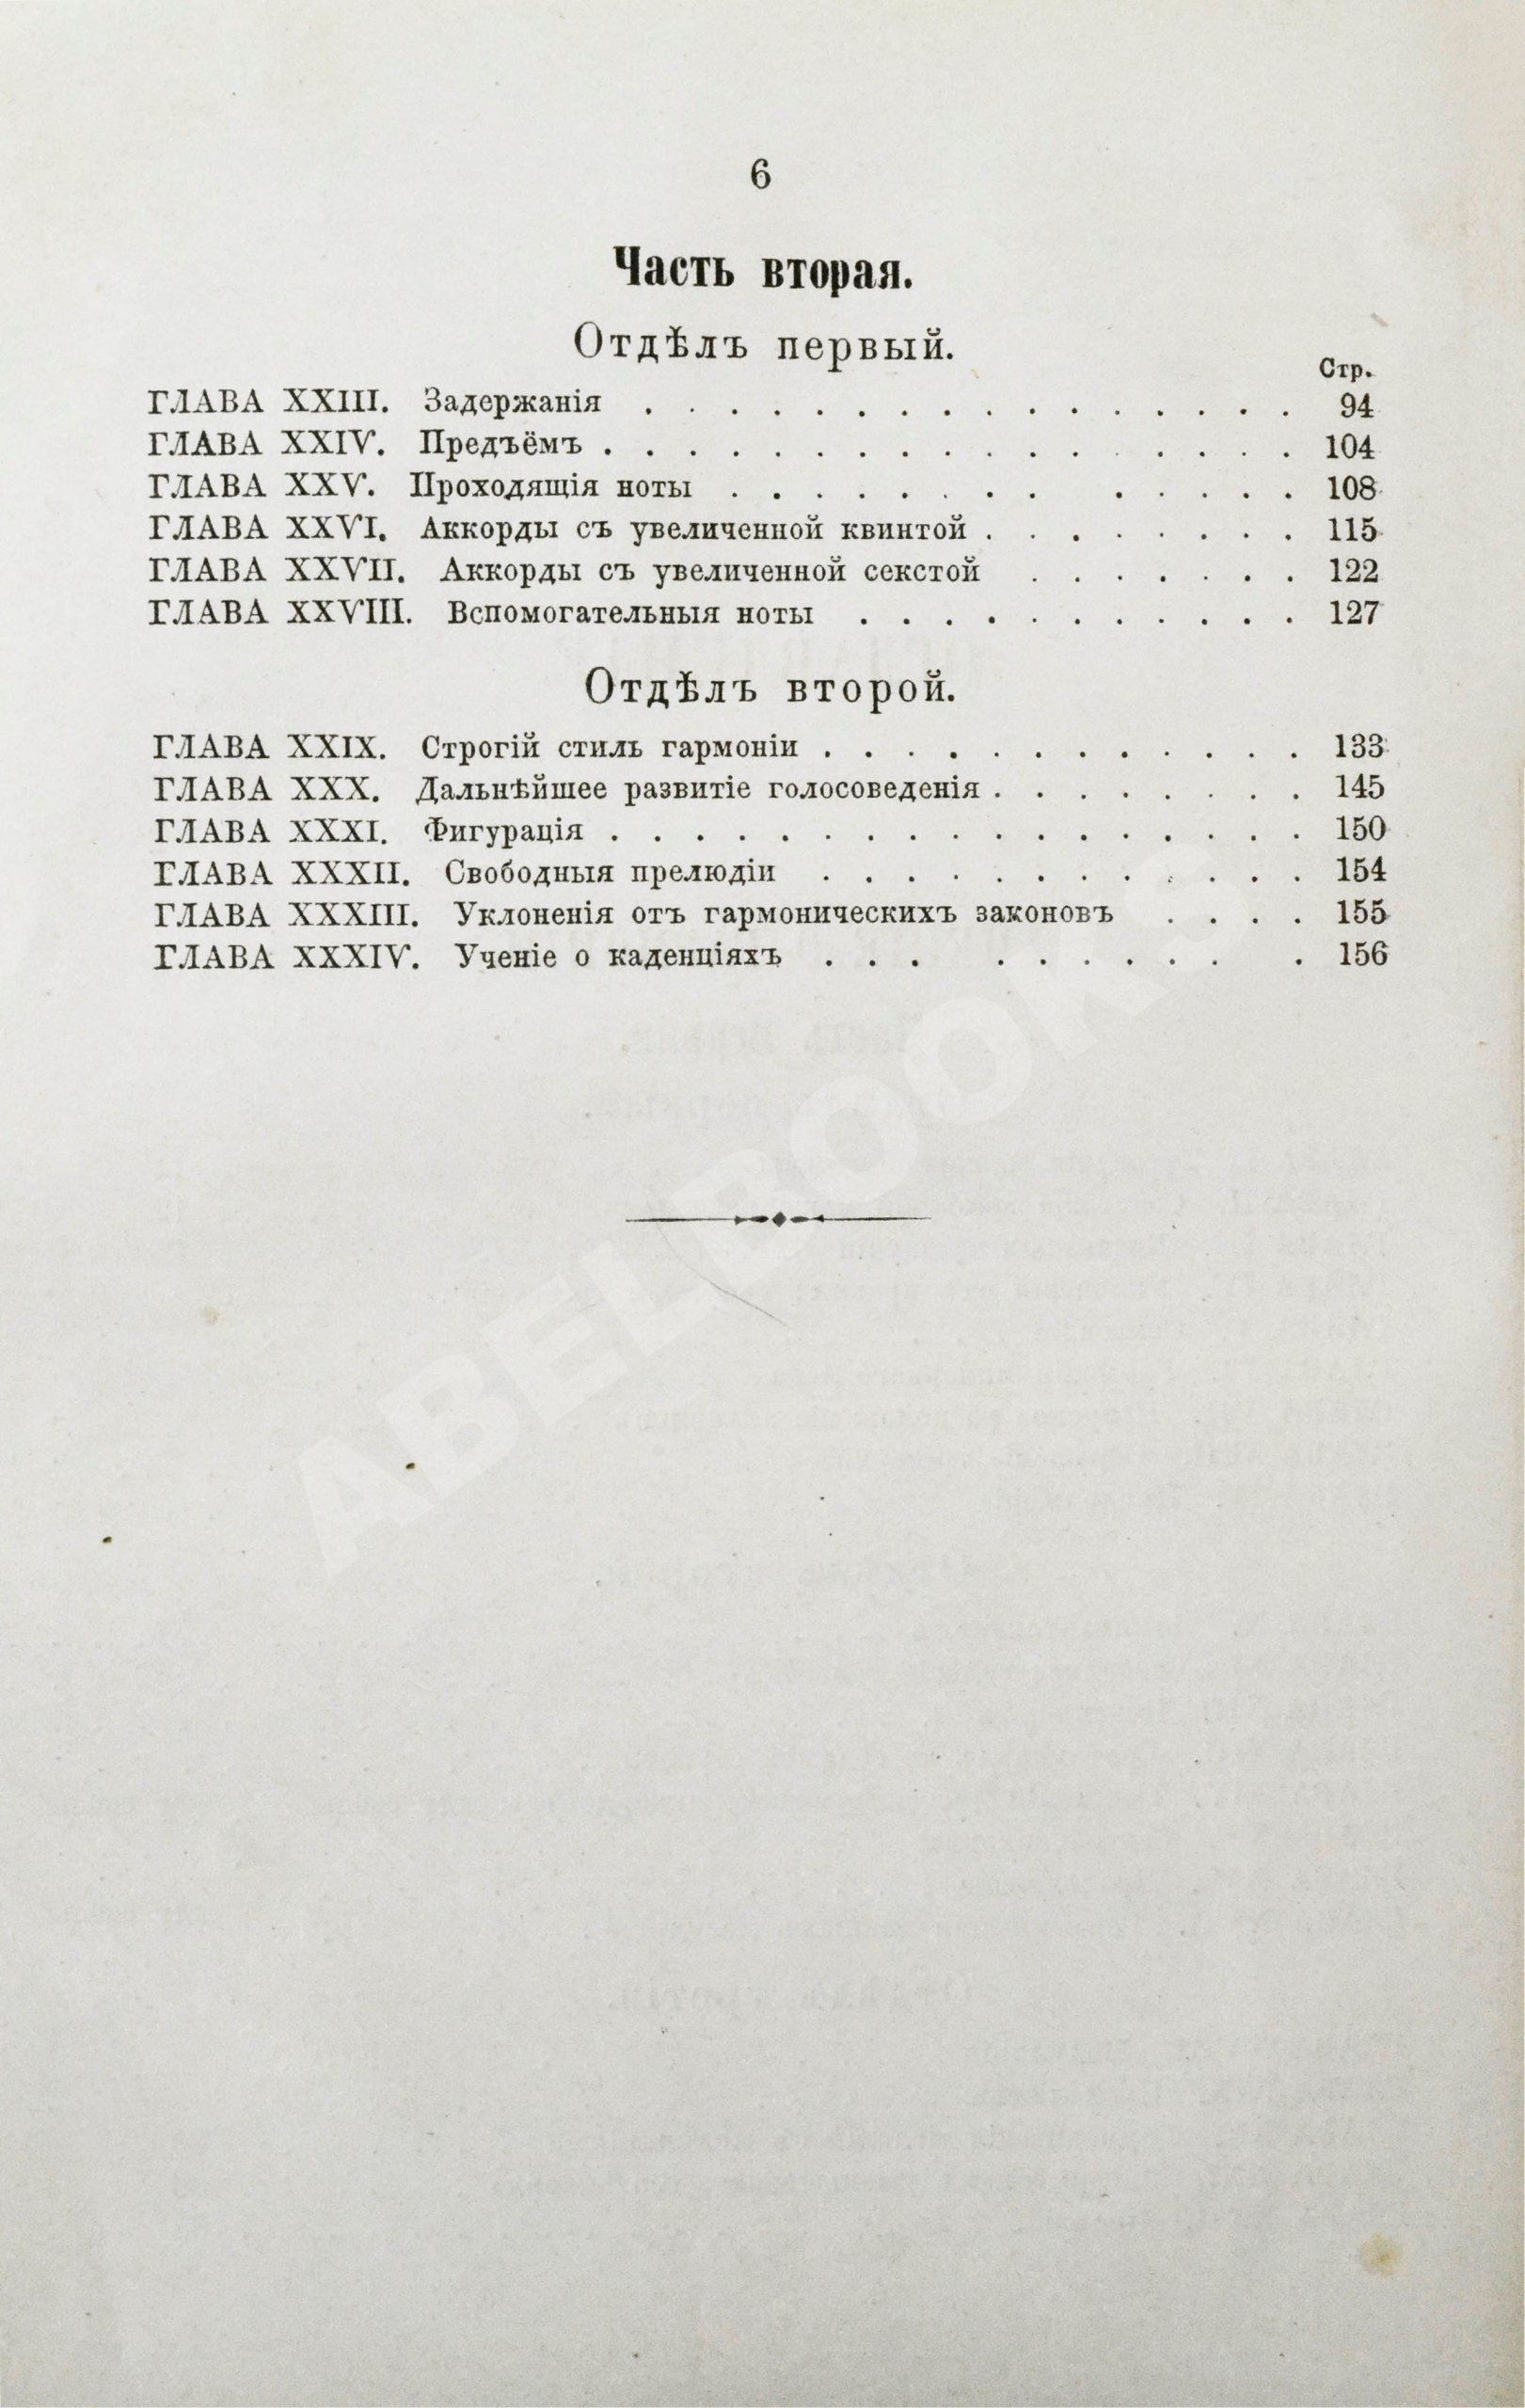 6
Часть вторая.
Отдѣлъ первый.
Стр.
ГЛАВА XXIII. Задержанія . . . . . . . . . . . . . . . . 94
ГЛАВА XXIV. Предъёмъ . . . . . . . . . . . . . . . . . 104
ГЛАВА XXV. Проходящія ноты . . . . . . . . . . . . . 108
ГЛАВА XXVI. Аккорды съ увеличенной квинтой . . . . . . . . 115
ГЛАВА XXVII. Аккорды съ увеличенной секстой . . . . . . . 122
ГЛАВА XXVIII. Вспомогательныя ноты . . . . . . . . . . . 127
Отдѣлъ второй.
ГЛАВА XXIX. Строгій стиль гармоніи . . . . . . . . . . . . 133
ГЛАВА XXX. Дальнѣйшее развитіе голосоведенія . . . . . . . . 145
ГЛАВА XXXI. Фигурація . . . . . . . . . . . . . . . . . 150
ГЛАВА XXXII. Свободныя прелюдіи . . . . . . . . . . . . 154
ГЛАВА XXXIII. Уклоненія отъ гармоническихъ законовъ . . . . 155
ГЛАВА XXXIV. Ученіе о каденціяхъ . . . . . . . . . . 156
ABELBOOKS